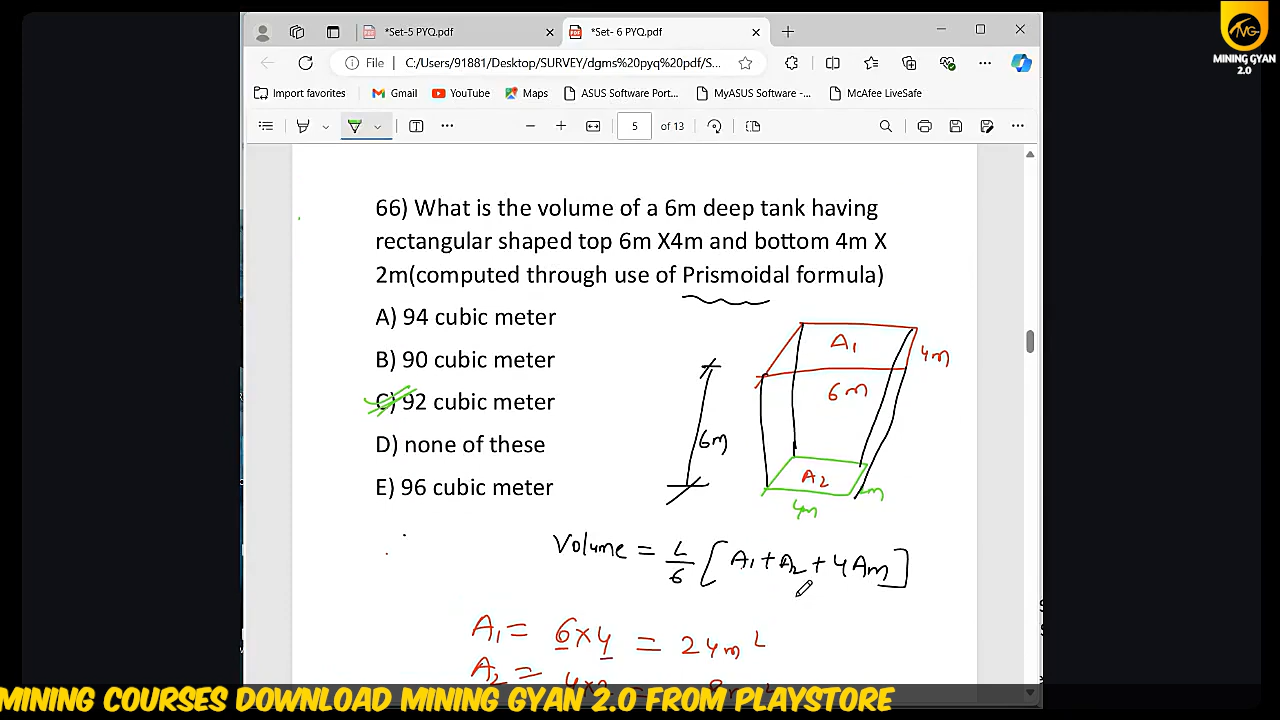 *Set-5 PYQ.pdf
*Set- 6 PYQ.pdf
File
C:/Users/91881/Desktop/SURVEY/dgms%20pyq%20pdf/S...
Import favorites
Gmail
YouTube
Maps
ASUS Software Port...
MyASUS Software -...
McAfee LiveSafe
5 of 13
MINING GYAN
2.0
66) What is the volume of a 6m deep tank having
rectangular shaped top 6m X4m and bottom 4m X
2m(computed through use of Prismoidal formula)
A) 94 cubic meter
B) 90 cubic meter
C) 92 cubic meter
D) none of these
E) 96 cubic meter
A1
4m
6m
6m
A2
4m
Volume = L/6 [A1+A2+4Am]
A1 = 6x4 = 24m²
A2 =
MINING COURSES DOWNLOAD MINING GYAN 2.0 FROM PLAYSTORE